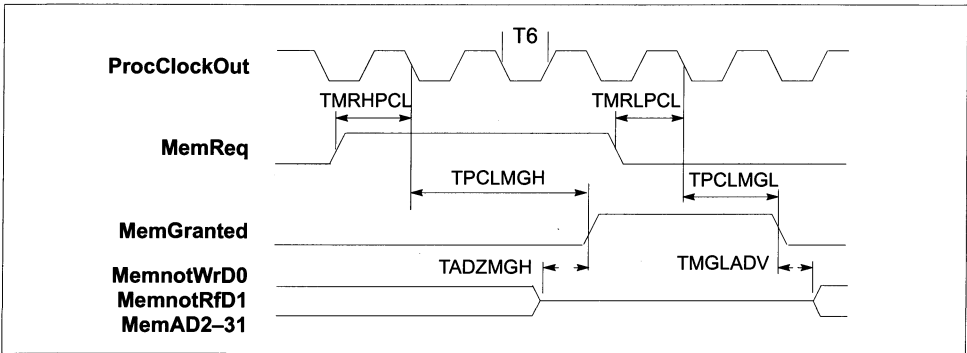 T6
ProcClockOut
TMRHPCL
TMRLPCL
MemReq
TPCLMGH
TPCLMGL
MemGranted
TADZMGH
TMGLADV
MemnotWrD0
MemnotRfD1
MemAD2–31